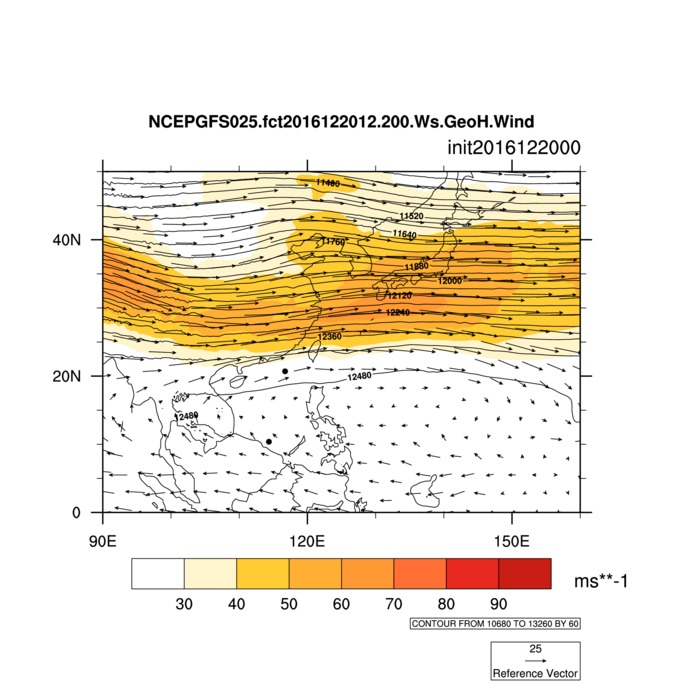 NCEPGFS025.fct2016122012.200.Ws.GeoH.Wind
init2016122000
11460
11520
11640
11760
11880
12000
12120
12240
12360
12480
12480
40N
20N
0
90E 120E 150E
30 40 50 60 70 80 90
ms**-1
CONTOUR FROM 10680 TO 13260 BY 60
25
Reference Vector